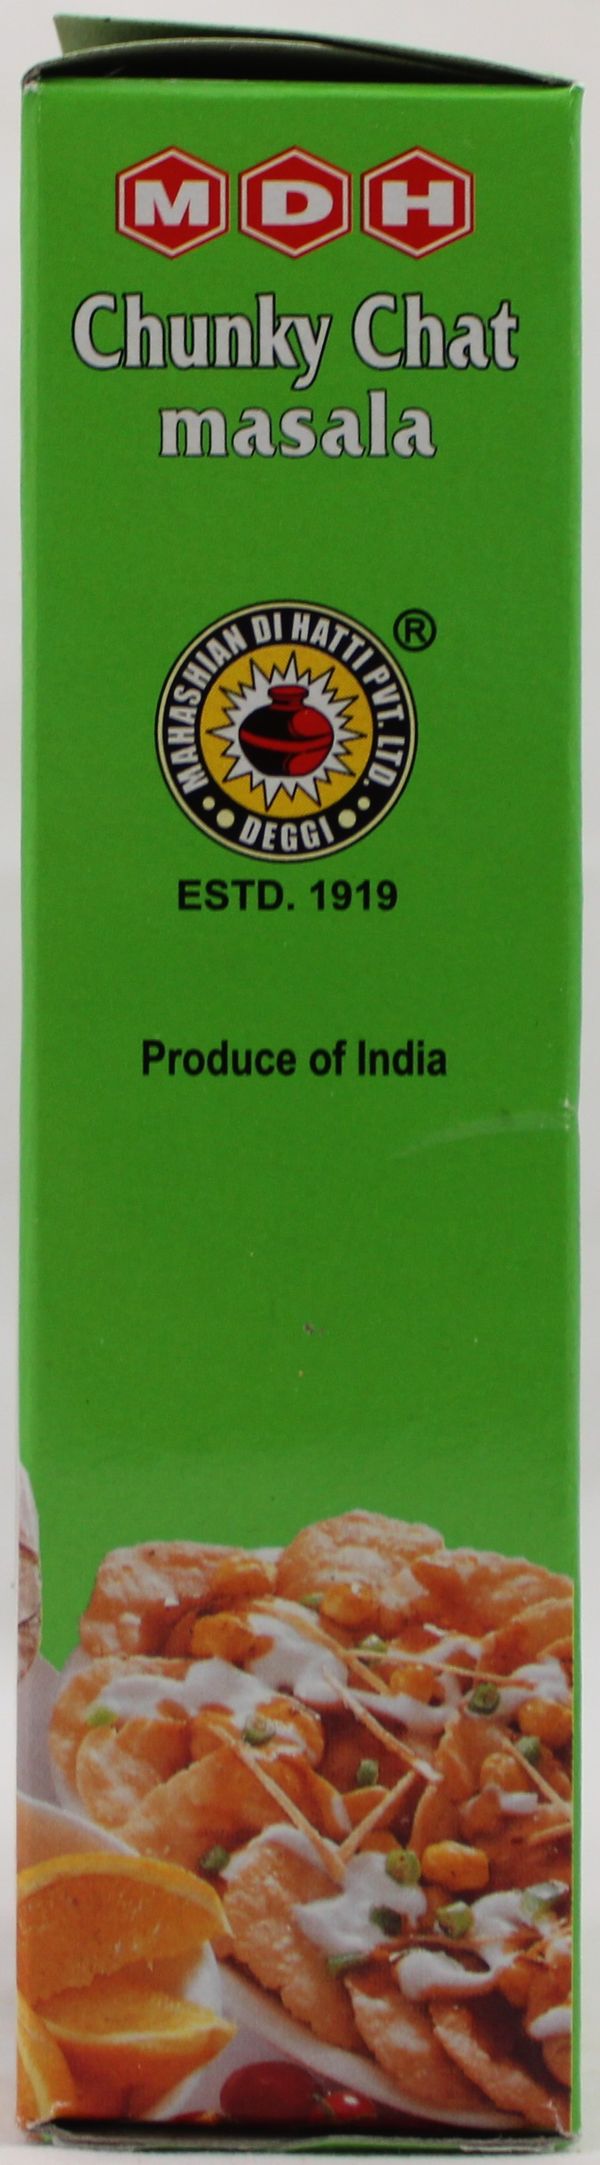 MDH
Chunky Chat
masala
MAHASHIAN DI HATTI PVT. LTD.
®
DEGGI
ESTD. 1919
Produce of India